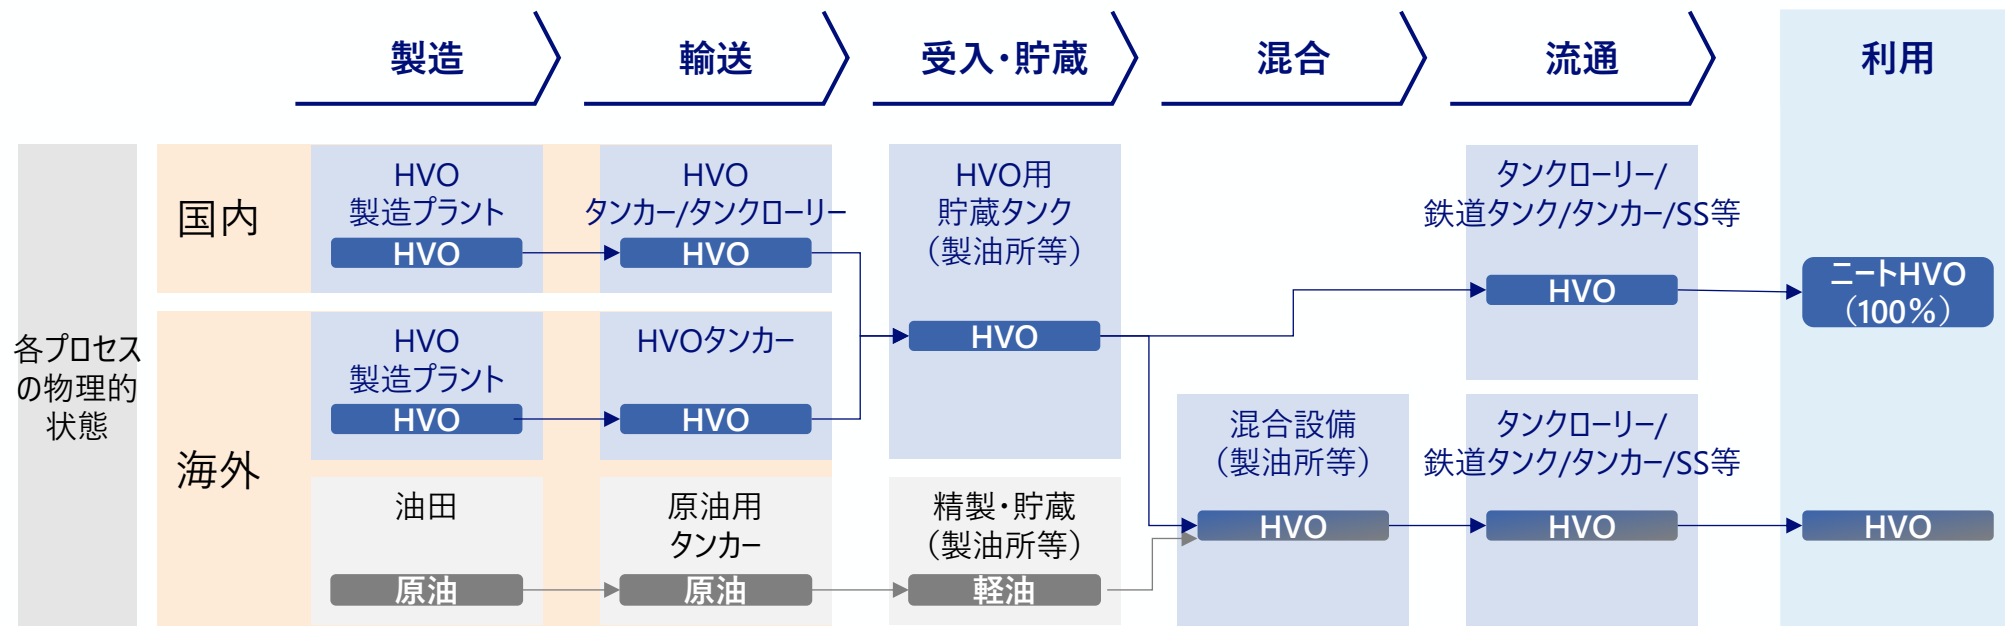 製造
輸送
受入・貯蔵
混合
流通
利用
各プロセス
の物理的
状態
国内
HVO
製造プラント
HVO
HVO
タンカー/タンクローリー
HVO
HVO用
貯蔵タンク
（製油所等）
HVO
タンクローリー/
鉄道タンク/タンカー/SS等
HVO
ニートHVO
（100%）
海外
HVO
製造プラント
HVO
HVOタンカー
HVO
混合設備
（製油所等）
HVO
タンクローリー/
鉄道タンク/タンカー/SS等
HVO
HVO
油田
原油
原油用
タンカー
原油
精製・貯蔵
（製油所等）
軽油